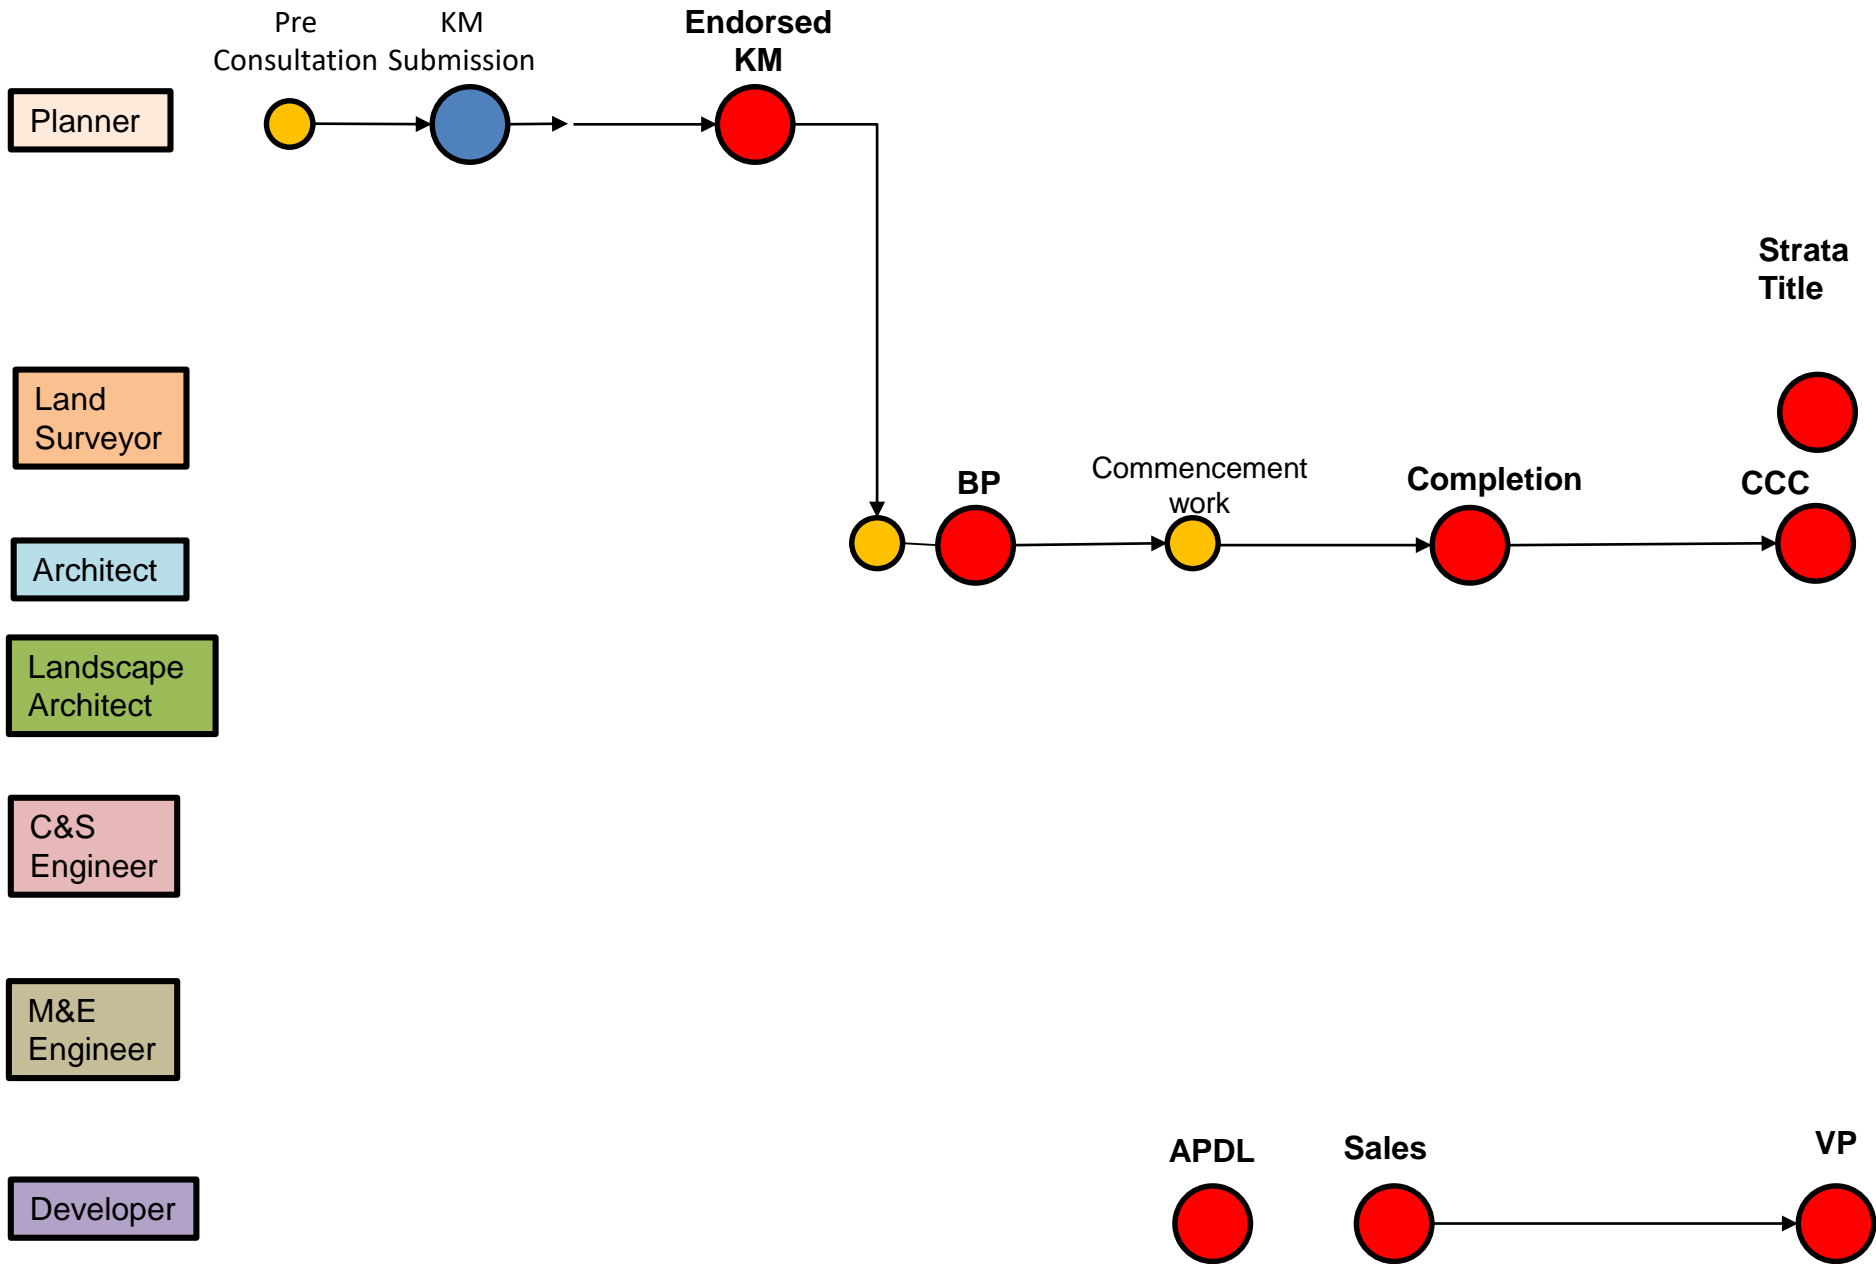 Pre
Consultation
KM
Submission
Endorsed
KM
Planner
Strata
Title
Land
Surveyor
BP
Commencement
work
Completion
CCC
Architect
Landscape
Architect
C&S
Engineer
M&E
Engineer
APDL
Sales
VP
Developer